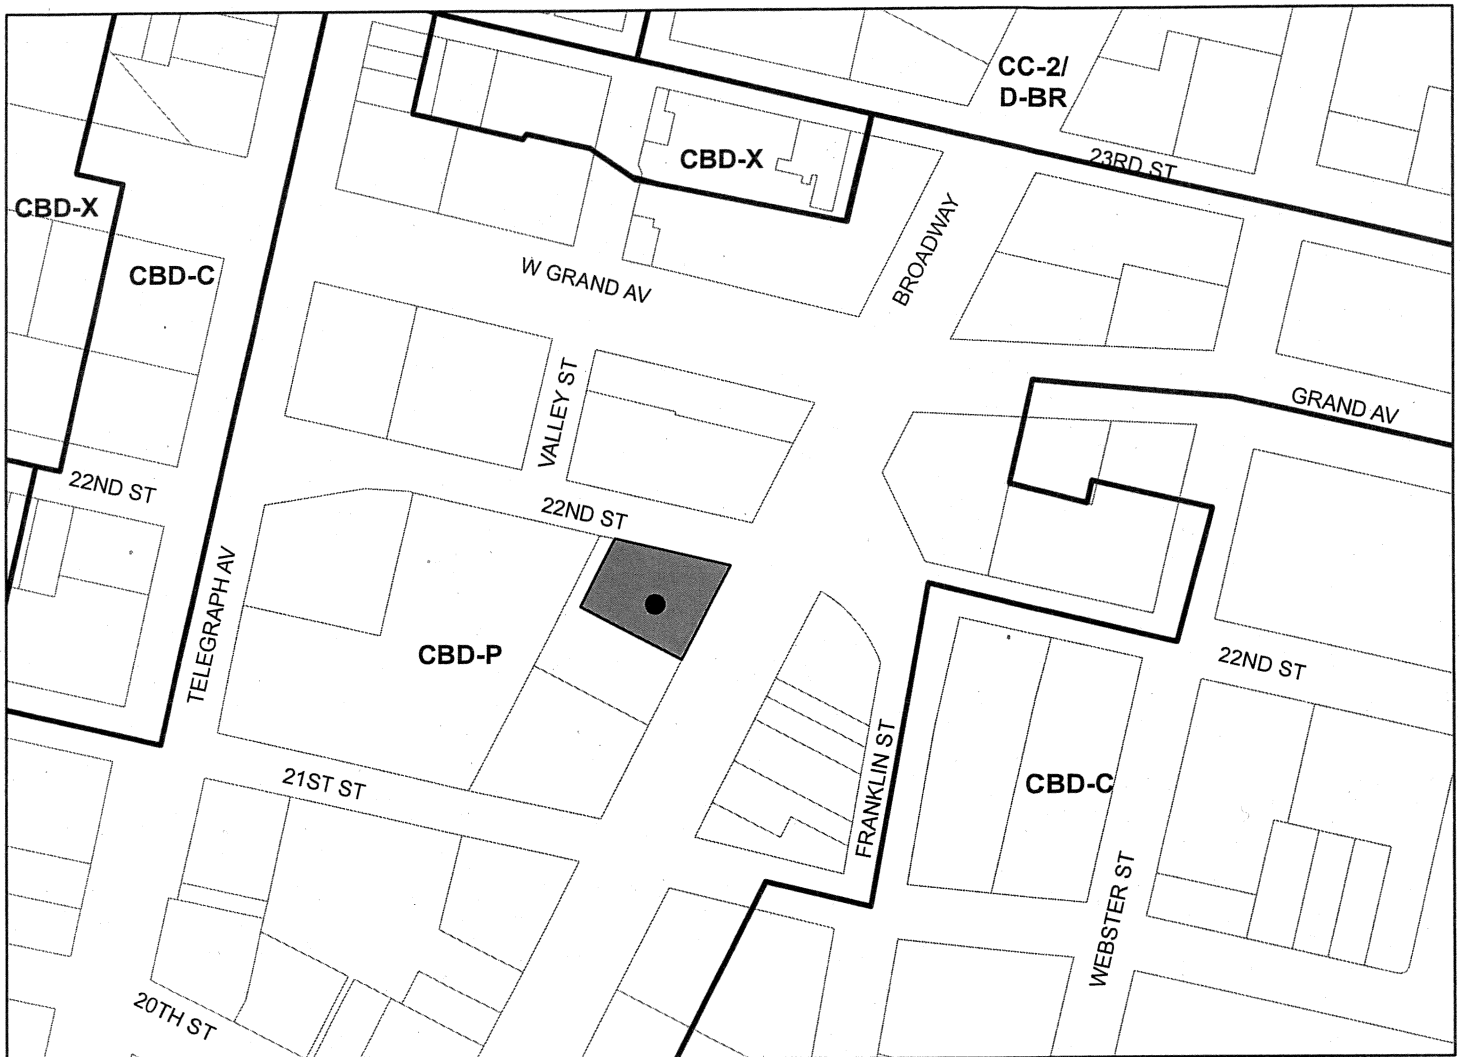 CC-2/
D-BR
23RD ST
CBD-X
CBD-X
BROADWAY
CBD-C
W GRAND AV
VALLEY ST
GRAND AV
22ND ST
22ND ST
TELEGRAPH AV
CBD-P
22ND ST
FRANKLIN ST
21ST ST
CBD-C
WEBSTER ST
20TH ST